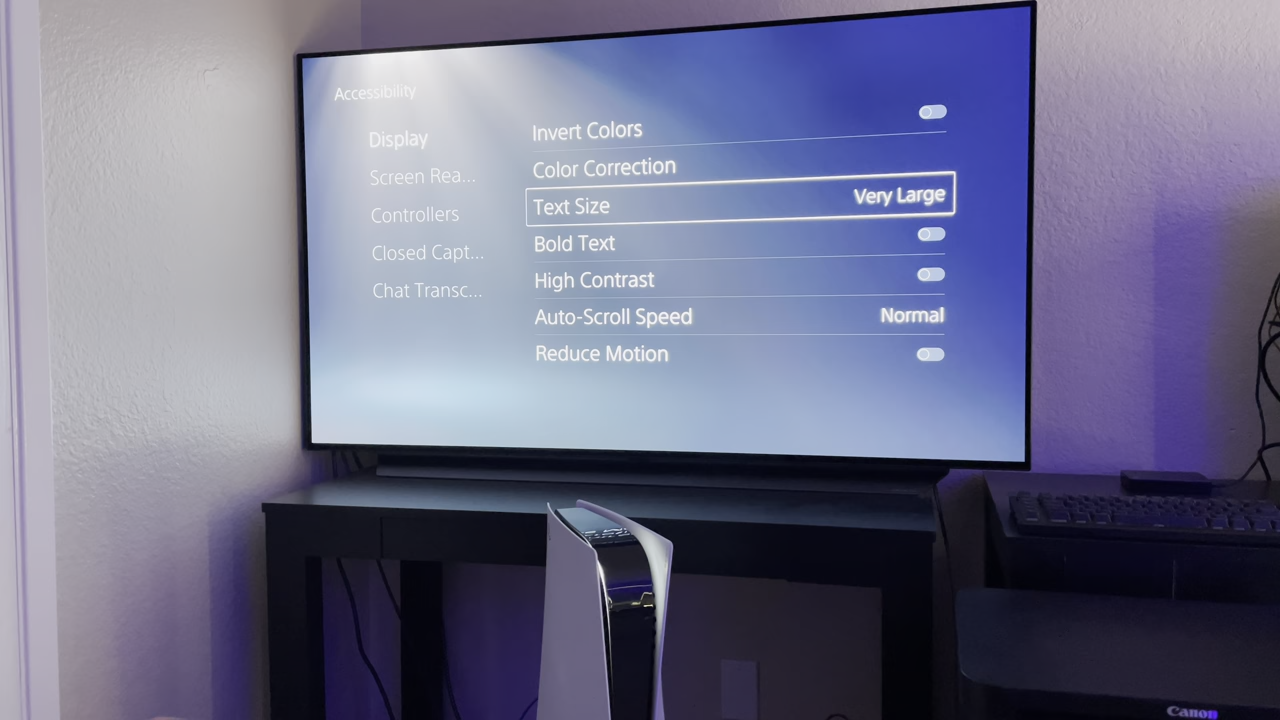 Accessibility
Display
Screen Rea...
Controllers
Closed Capt...
Chat Transc...
Invert Colors
Color Correction
Text Size Very Large
Bold Text
High Contrast
Auto-Scroll Speed Normal
Reduce Motion
Canon